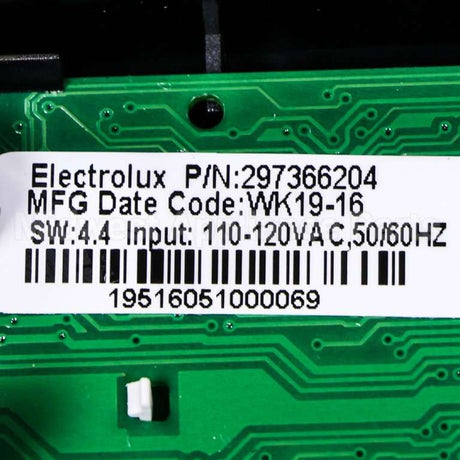 Electrolux P/N:297366204
MFG Date Code:WK19-16
SW:4.4 Input: 110-120VAC,50/60HZ
19516051000069